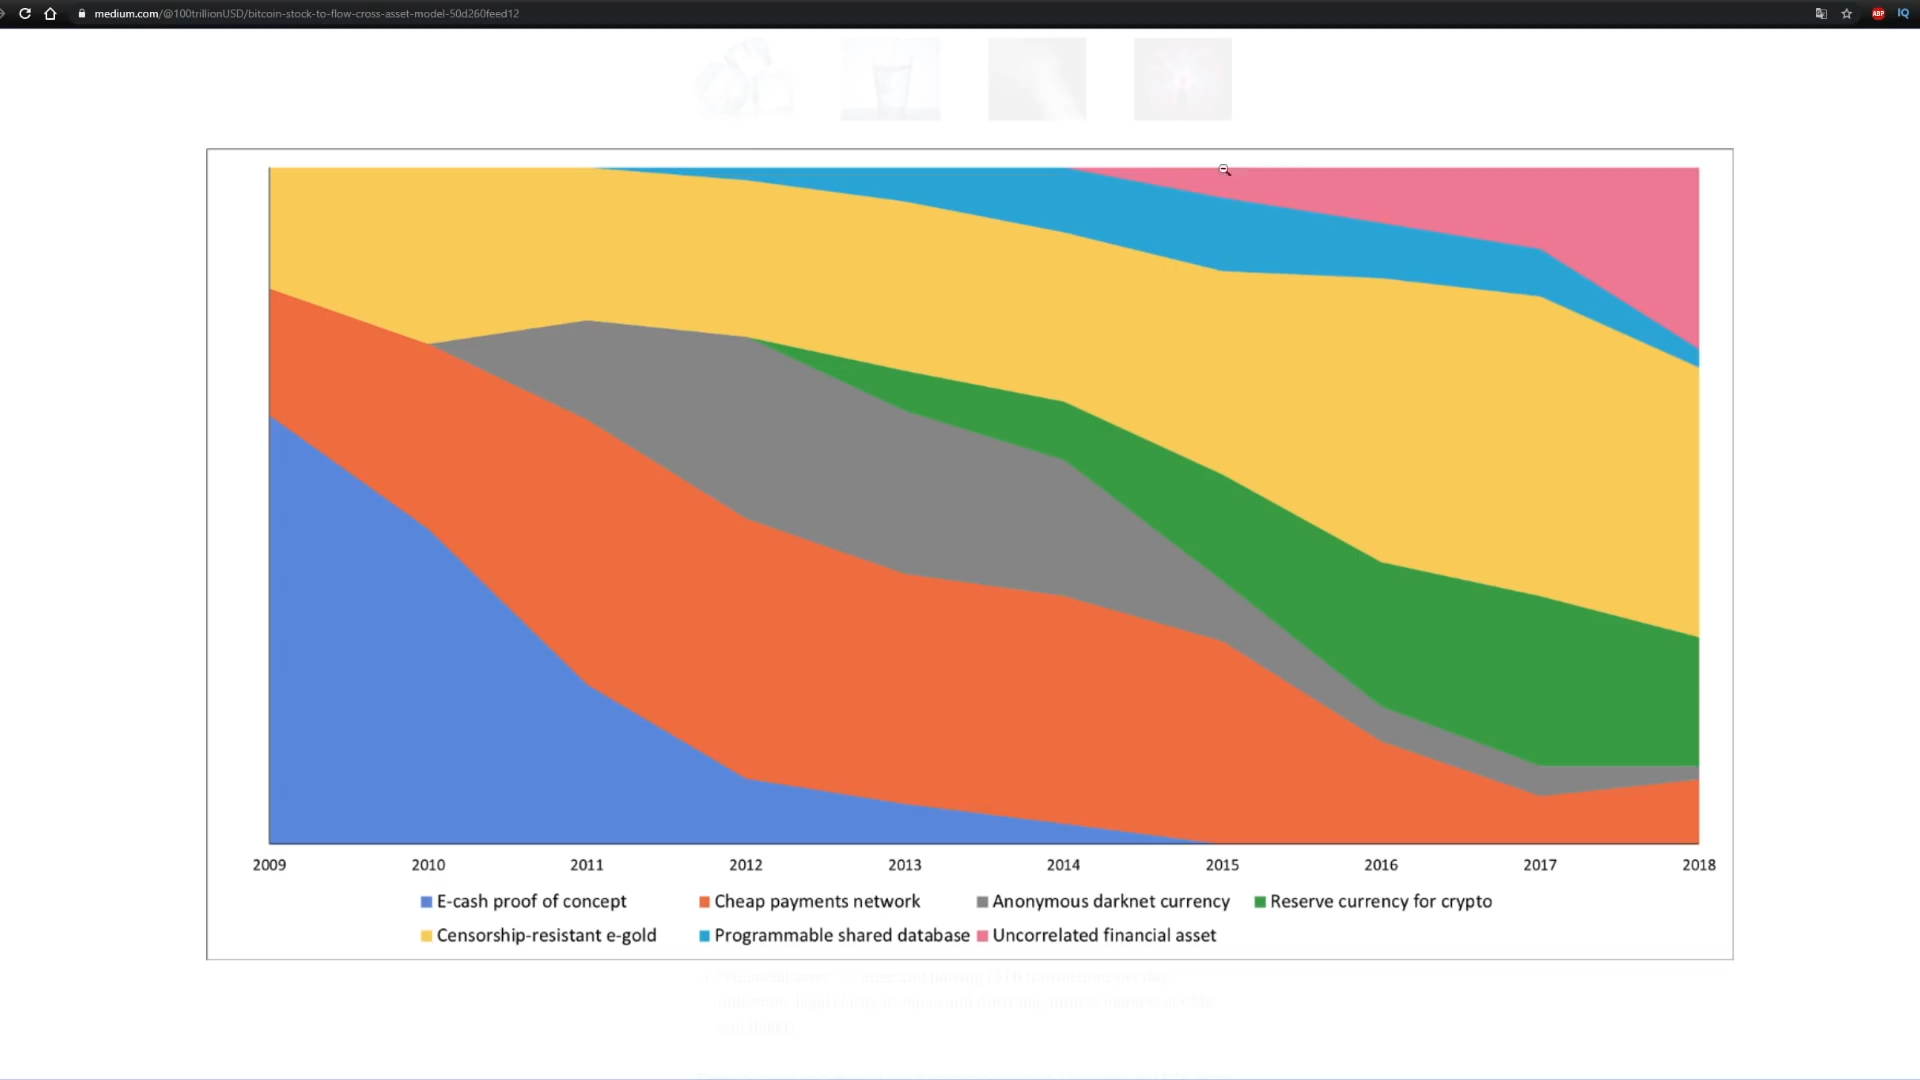 medium.com/@100trillionUSD/bitcoin-stock-to-flow-cross-asset-model-50d260feed12
ABP
IQ
2009 2010 2011 2012 2013 2014 2015 2016 2017 2018
E-cash proof of concept Cheap payments network Anonymous darknet currency Reserve currency for crypto
Censorship-resistant e-gold Programmable shared database Uncorrelated financial asset